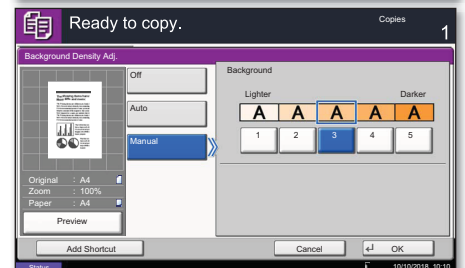 Ready to copy.
Copies
1
Background Density Adj.
Off
Auto
Manual
Background
Lighter
Darker
A A A A A
1 2 3 4 5
Original : A4
Zoom : 100%
Paper : A4
Preview
Add Shortcut
Cancel
OK
Status
10/10/2018 10:10